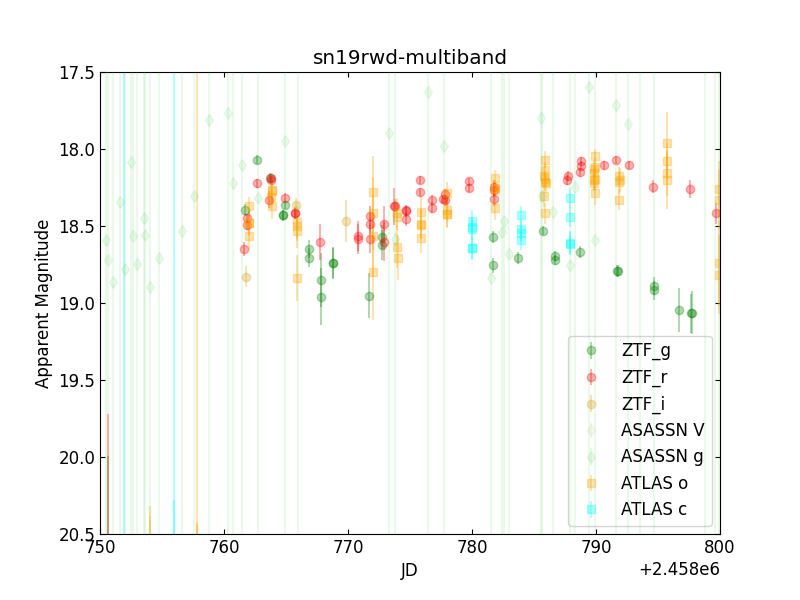 sn19rwd-multiband
Apparent Magnitude
17.5
18.0
18.5
19.0
19.5
20.0
20.5
ZTF_g
ZTF_r
ZTF_i
ASASSN V
ASASSN g
ATLAS o
ATLAS c
750
760
770
780
790
800
JD
+2.458e6